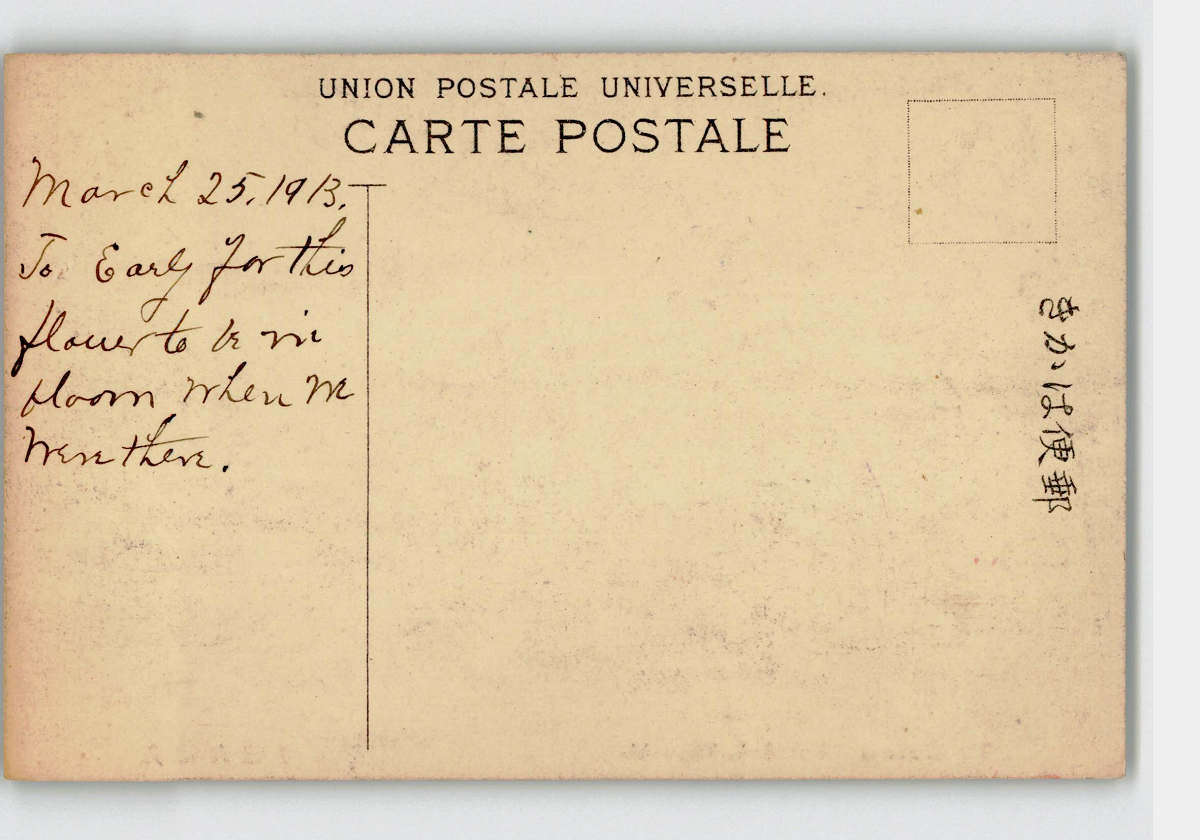 UNION POSTALE UNIVERSELLE.
CARTE POSTALE
March 25, 1913.
To Early for this
flower to be in
bloom when we
were there.
郵便はかき